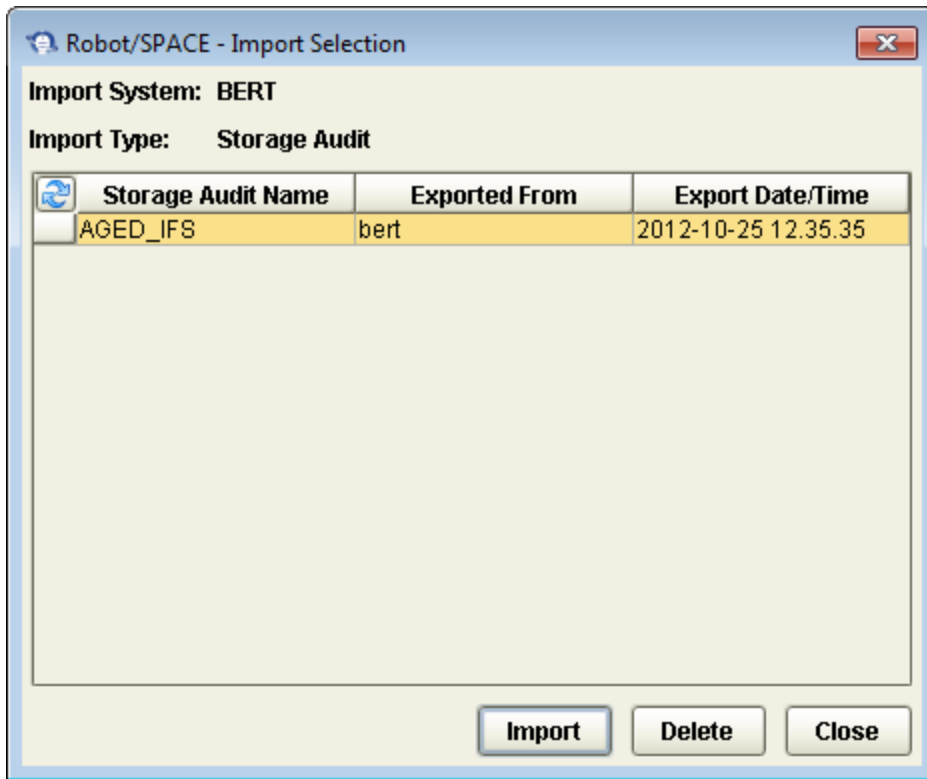 Robot/SPACE - Import Selection
Import System: BERT
Import Type: Storage Audit
Storage Audit Name Exported From Export Date/Time
AGED_IFS bert 2012-10-25 12.35.35
Import Delete Close